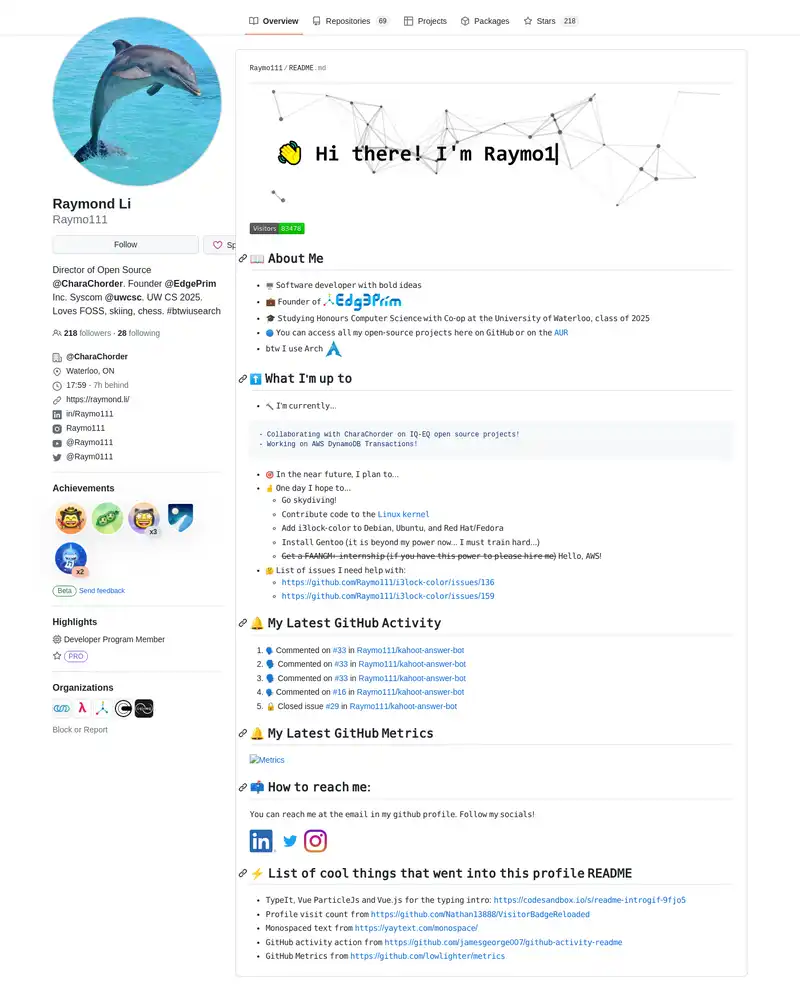 Overview
Repositories 69
Projects
Packages
Stars 218
Raymond Li
Raymo111
Follow
Sp
Director of Open Source
@CharaChorder. Founder @EdgePrim
Inc. Syscom @uwcsc. UW CS 2025.
Loves FOSS, skiing, chess. #btwiusearch
218 followers · 28 following
@CharaChorder
Waterloo, ON
17:59 - 7h behind
https://raymond.li/
in/Raymo111
Raymo111
@Raymo111
@Raym0111
Achievements
x3
x2
Beta Send feedback
Highlights
Developer Program Member
PRO
Organizations
Block or Report
Raymo111/README.md
Hi there! I'm Raymo1
Visitors 83478
About Me
Software developer with bold ideas
Founder of Edg3Prim
Studying Honours Computer Science with Co-op at the University of Waterloo, class of 2025
You can access all my open-source projects here on GitHub or on the AUR
btw I use Arch
What I'm up to
I'm currently...
- Collaborating with CharaChorder on IQ-EQ open source projects!
- Working on AWS DynamoDB Transactions!
In the near future, I plan to...
One day I hope to...
Go skydiving!
Contribute code to the Linux kernel
Add i3lock-color to Debian, Ubuntu, and Red Hat/Fedora
Install Gentoo (it is beyond my power now... I must train hard...)
Get a FAANGM+ internship (if you have this power to please hire me) Hello, AWS!
List of issues I need help with:
https://github.com/Raymo111/i3lock-color/issues/136
https://github.com/Raymo111/i3lock-color/issues/159
My Latest GitHub Activity
1. Commented on #33 in Raymo111/kahoot-answer-bot
2. Commented on #33 in Raymo111/kahoot-answer-bot
3. Commented on #33 in Raymo111/kahoot-answer-bot
4. Commented on #16 in Raymo111/kahoot-answer-bot
5. Closed issue #29 in Raymo111/kahoot-answer-bot
My Latest GitHub Metrics
Metrics
How to reach me:
You can reach me at the email in my github profile. Follow my socials!
in
List of cool things that went into this profile README
TypeIt, Vue ParticleJs and Vue.js for the typing intro: https://codesandbox.io/s/readme-introgif-9fjo5
Profile visit count from https://github.com/Nathan13888/VisitorBadgeReloaded
Monospaced text from https://yaytext.com/monospace/
GitHub activity action from https://github.com/jamesgeorge007/github-activity-readme
GitHub Metrics from https://github.com/lowlighter/metrics